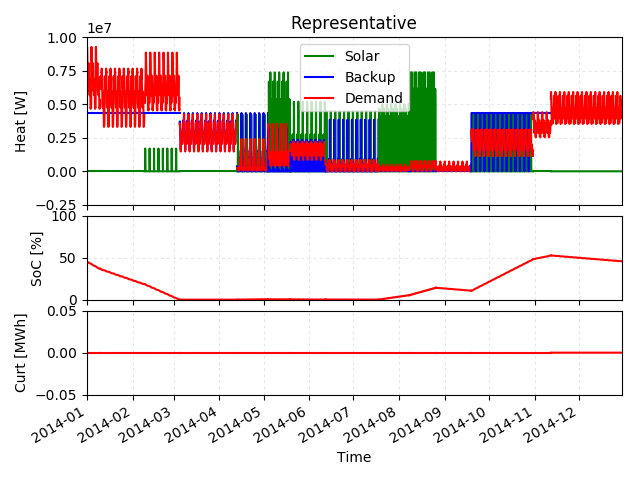 Representative
1e7
1.00
0.75
0.50
0.25
0.00
−0.25
Heat [W]
Solar
Backup
Demand
100
50
0
SoC [%]
0.05
0.00
−0.05
Curt [MWh]
2014-01
2014-02
2014-03
2014-04
2014-05
2014-06
2014-07
2014-08
2014-09
2014-10
2014-11
2014-12
Time